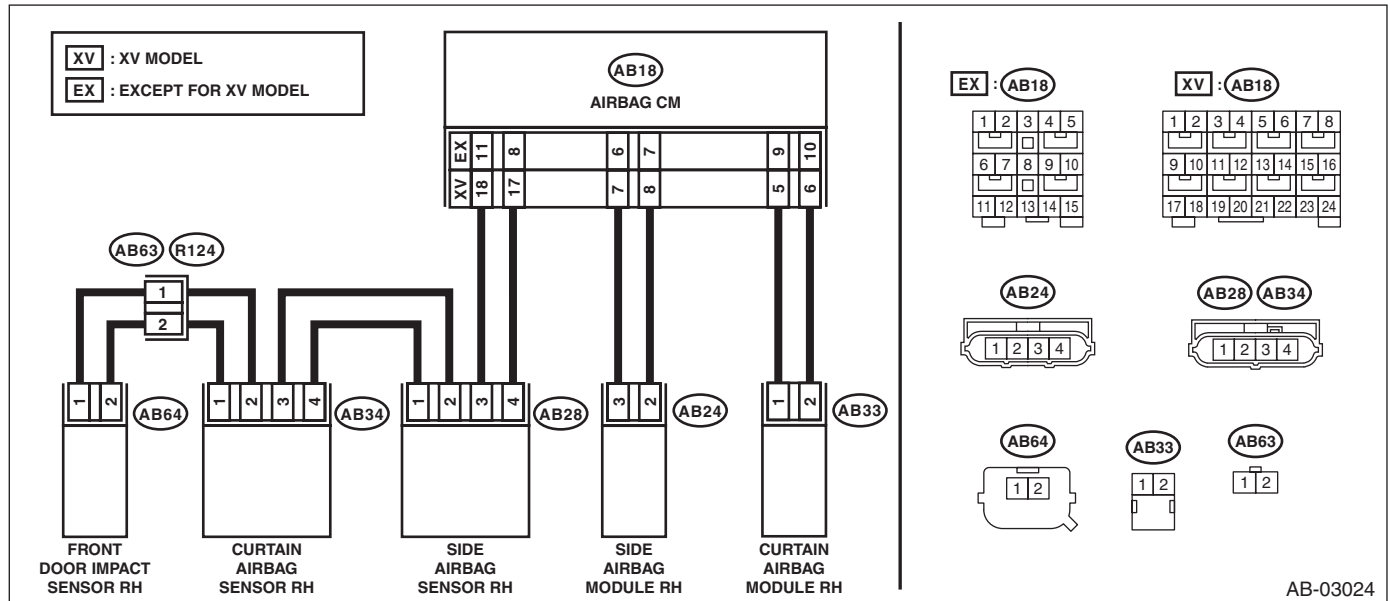 XV : XV MODEL
EX : EXCEPT FOR XV MODEL
AB18
AIRBAG CM
EX 11 8 6 7 9 10
XV 18 17 7 8 5 6
AB63 R124
1
2
1 2 AB64
1 2 3 4 AB34
1 2 3 4 AB28
3 2 AB24
1 2 AB33
FRONT
DOOR IMPACT
SENSOR RH
CURTAIN
AIRBAG
SENSOR RH
SIDE
AIRBAG
SENSOR RH
SIDE
AIRBAG
MODULE RH
CURTAIN
AIRBAG
MODULE RH
EX : AB18
1 2 3 4 5
6 7 8 9 10
11 12 13 14 15
XV : AB18
1 2 3 4 5 6 7 8
9 10 11 12 13 14 15 16
17 18 19 20 21 22 23 24
AB24
1 2 3 4
AB28 AB34
1 2 3 4
AB64
1 2
AB33
1 2
AB63
1 2
AB-03024